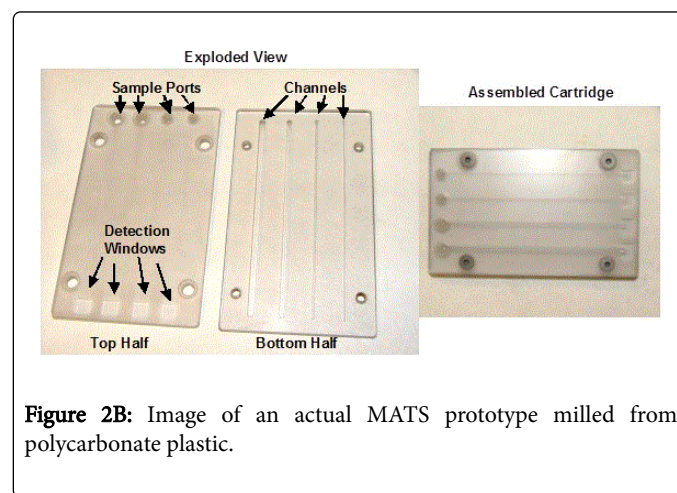 Exploded View
Sample Ports
Channels
Assembled Cartridge
Detection
Windows
Top Half
Bottom Half
Figure 2B: Image of an actual MATS prototype milled from
polycarbonate plastic.